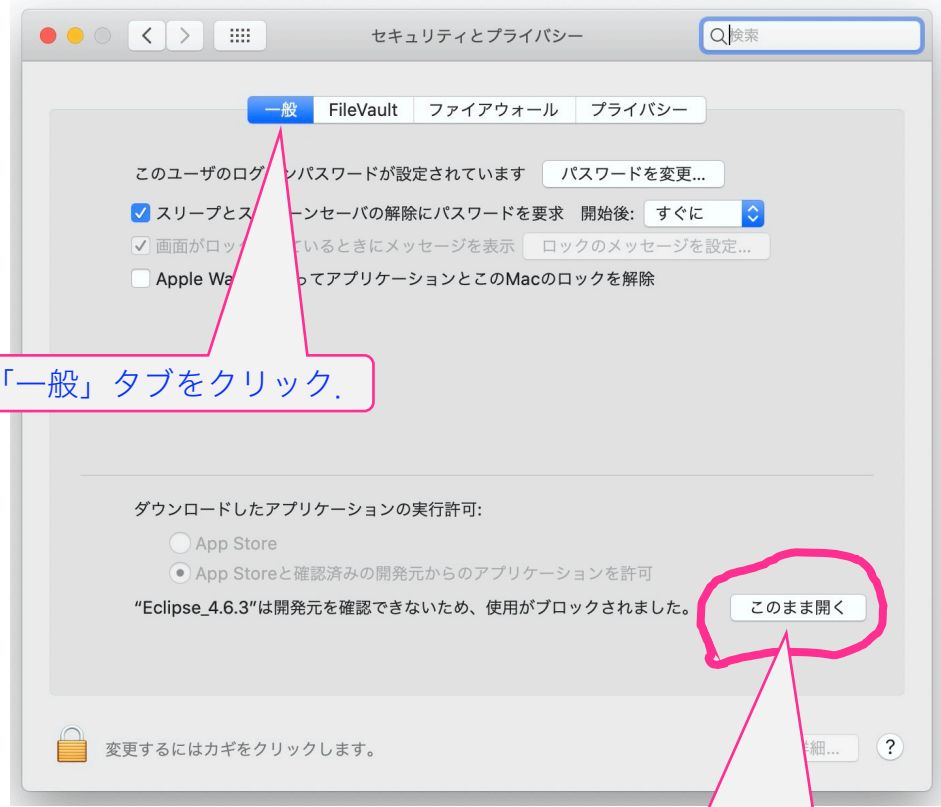 セキュリティとプライバシー
検索
一般 FileVault ファイアウォール プライバシー
このユーザのログ ンパスワードが設定されています パスワードを変更...
スリープとス ーンセーバの解除にパスワードを要求 開始後: すぐに
画面がロッ ているときにメッセージを表示 ロックのメッセージを設定...
Apple Wa ってアプリケーションとこのMacのロックを解除
「一般」タブをクリック.
ダウンロードしたアプリケーションの実行許可:
App Store
App Storeと確認済みの開発元からのアプリケーションを許可
“Eclipse_4.6.3”は開発元を確認できないため、使用がブロックされました。 このまま開く
変更するにはカギをクリックします。
細... ?